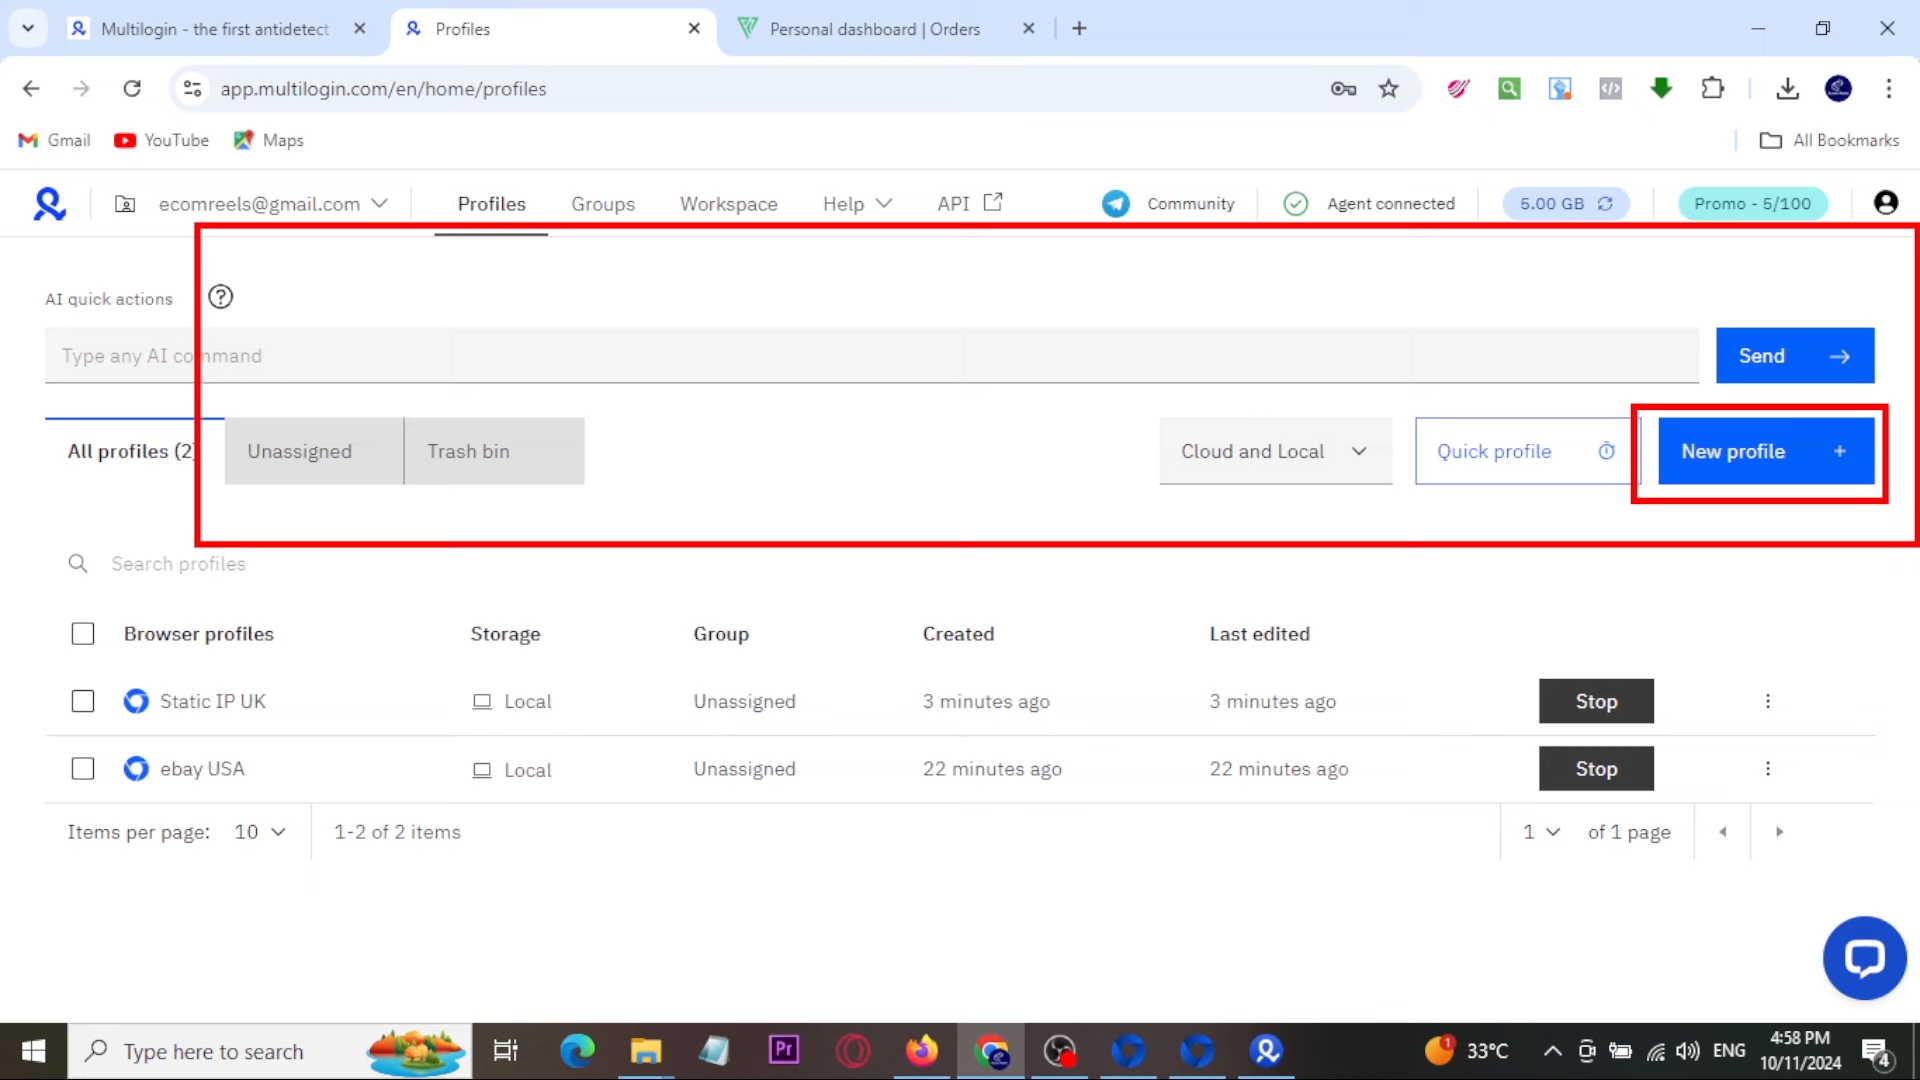 Multilogin - the first antidetect
Profiles
Personal dashboard | Orders
app.multilogin.com/en/home/profiles
Gmail
YouTube
Maps
All Bookmarks
ecomreels@gmail.com
Profiles
Groups
Workspace
Help
API
Community
Agent connected
5.00 GB
Promo - 5/100
AI quick actions
Type any AI command
Send
All profiles (2)
Unassigned
Trash bin
Cloud and Local
Quick profile
New profile +
Search profiles
Browser profiles Storage Group Created Last edited
Static IP UK Local Unassigned 3 minutes ago 3 minutes ago Stop
ebay USA Local Unassigned 22 minutes ago 22 minutes ago Stop
Items per page: 10 1-2 of 2 items 1 of 1 page
Type here to search
Pr
1
33°C
ENG
4:58 PM
10/11/2024
4